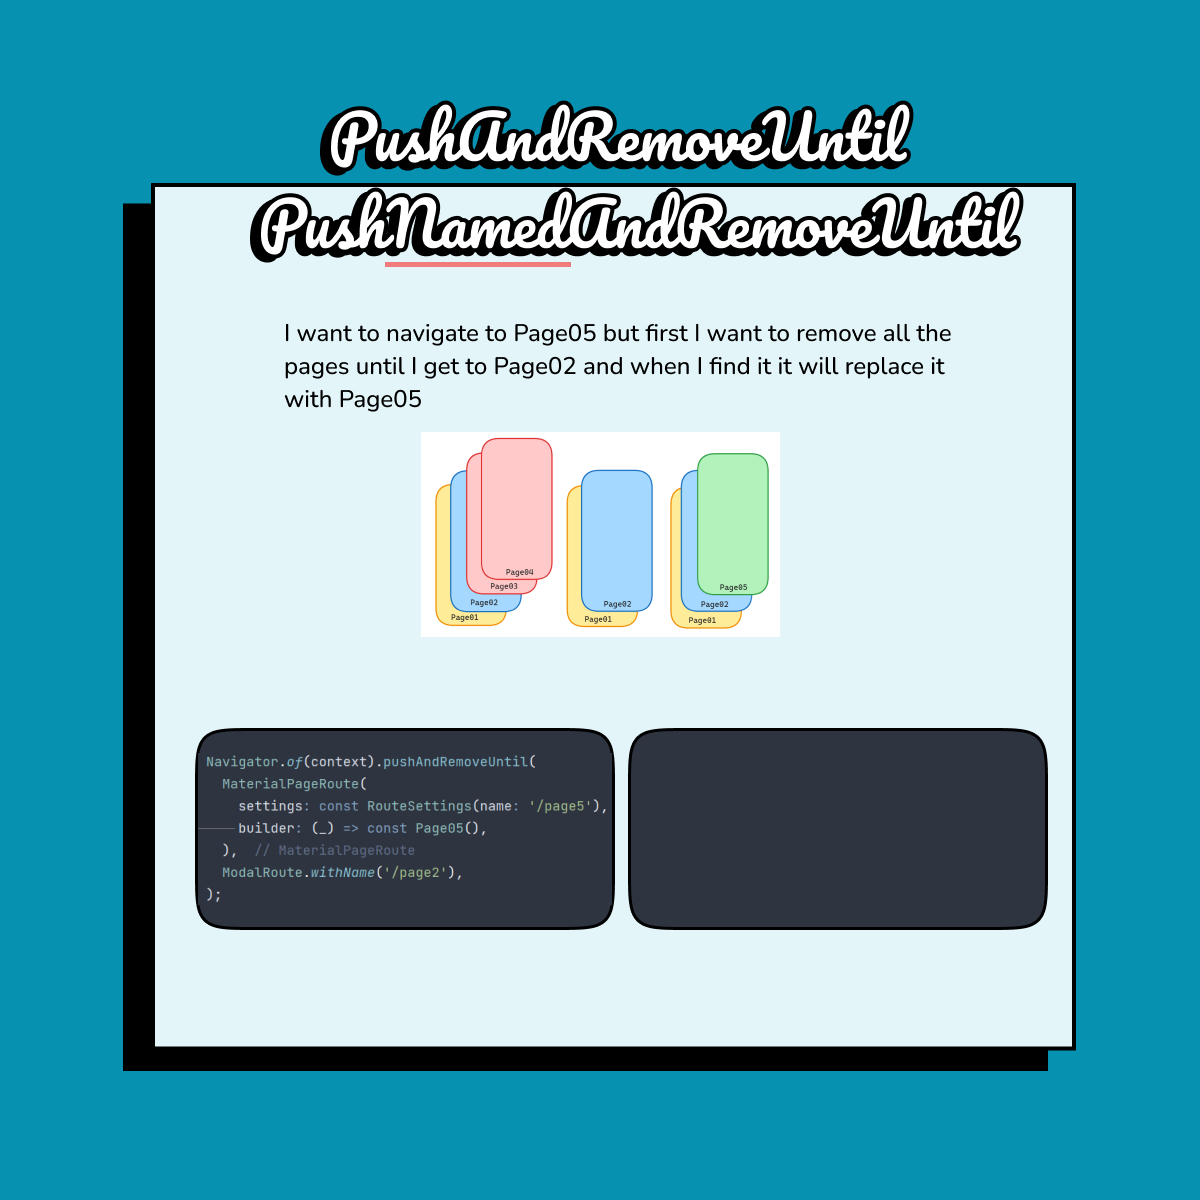 PushAndRemoveUntil
PushNamedAndRemoveUntil
I want to navigate to Page05 but first I want to remove all the
pages until I get to Page02 and when I find it it will replace it
with Page05
Page04
Page03
Page02
Page01
Page02
Page01
Page05
Page02
Page01
Navigator.of(context).pushAndRemoveUntil(
  MaterialPageRoute(
    settings: const RouteSettings(name: '/page5'),
    builder: (_) => const Page05(),
  ),  // MaterialPageRoute
  ModalRoute.withName('/page2'),
);